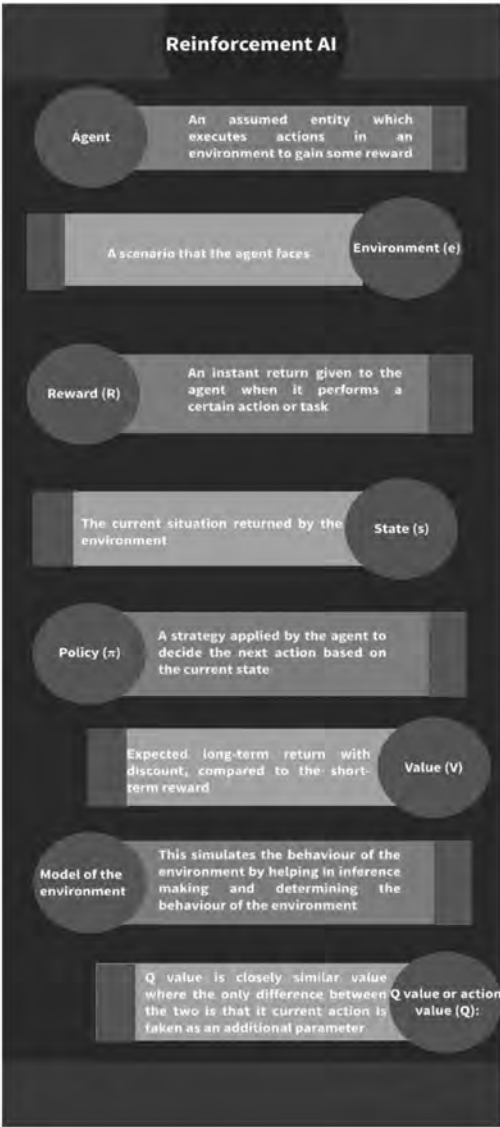 Reinforcement AI
Agent
An assumed entity which
executes actions in an
environment to gain some reward
A scenario that the agent faces
Environment (e)
Reward (R)
An instant return given to the
agent when it performs a
certain action or task
The current situation returned by the
environment
State (s)
Policy (π)
A strategy applied by the agent to
decide the next action based on
the current state
Expected long-term return with
discount, compared to the short-
term reward
Value (V)
Model of the
environment
This simulates the behaviour of the
environment by helping in inference
making and determining the
behaviour of the environment
Q value is closely similar value
where the only difference between
the two is that it current action is
taken as an additional parameter
Q value or action
value (Q):